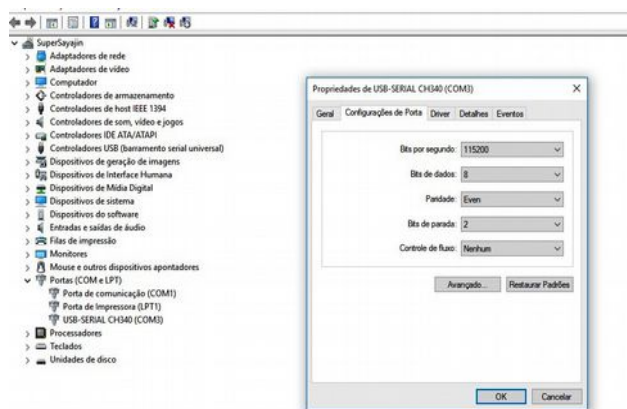 SuperSayajin
Adaptadores de rede
Adaptadores de vídeo
Computador
Controladores de armazenamento
Controladores de host IEEE 1394
Controladores de som, vídeo e jogos
Controladores IDE ATA/ATAPI
Controladores USB (barramento serial universal)
Dispositivos de geração de imagens
Dispositivos de Interface Humana
Dispositivos de Mídia Digital
Dispositivos de sistema
Dispositivos do software
Entradas e saídas de áudio
Filas de impressão
Monitores
Mouse e outros dispositivos apontadores
Portas (COM e LPT)
Porta de comunicação (COM1)
Porta de Impressora (LPT1)
USB-SERIAL CH340 (COM3)
Processadores
Teclados
Unidades de disco
Propriedades de USB-SERIAL CH340 (COM3)
Geral Configurações de Porta Driver Detalhes Eventos
Bits por segundo: 115200
Bits de dados: 8
Paridade: Even
Bits de parada: 2
Controle de fluxo: Nenhum
Avançado... Restaurar Padrões
OK Cancelar